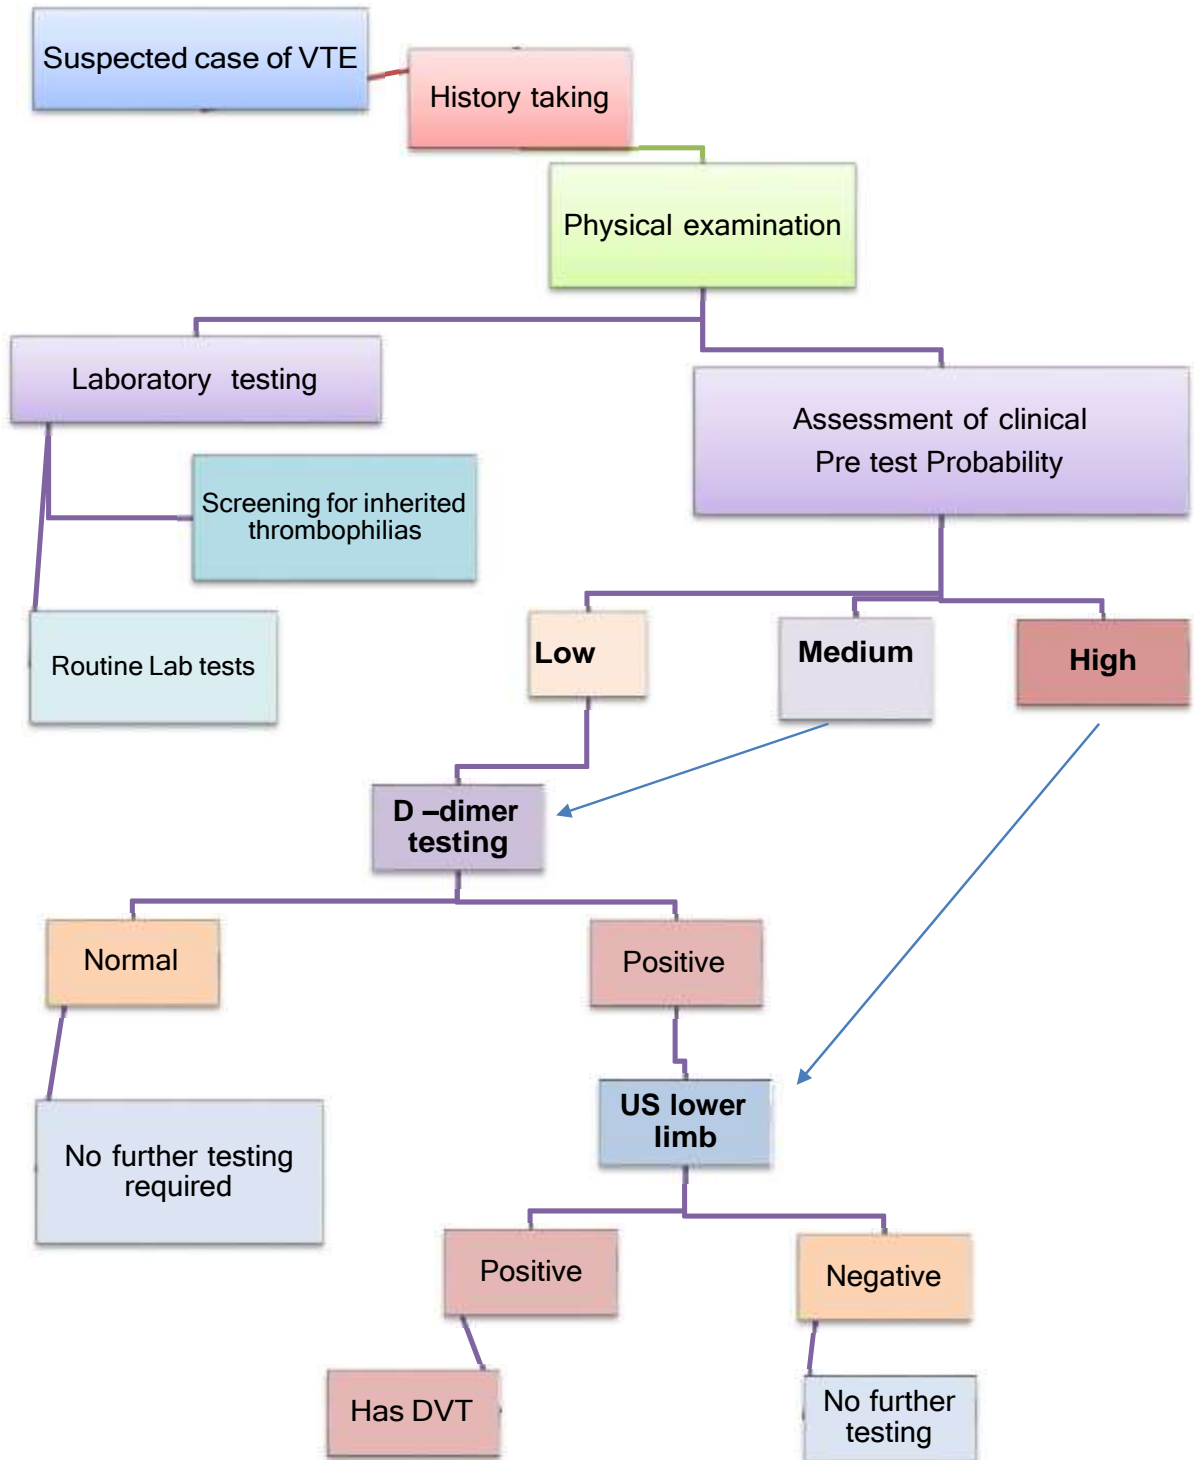 Suspected case of VTE
History taking
Physical examination
Laboratory testing
Assessment of clinical
Pre test Probability
Screening for inherited
thrombophilias
Routine Lab tests
Low
Medium
High
D –dimer
testing
Normal
Positive
US lower
limb
No further testing
required
Positive
Negative
Has DVT
No further
testing